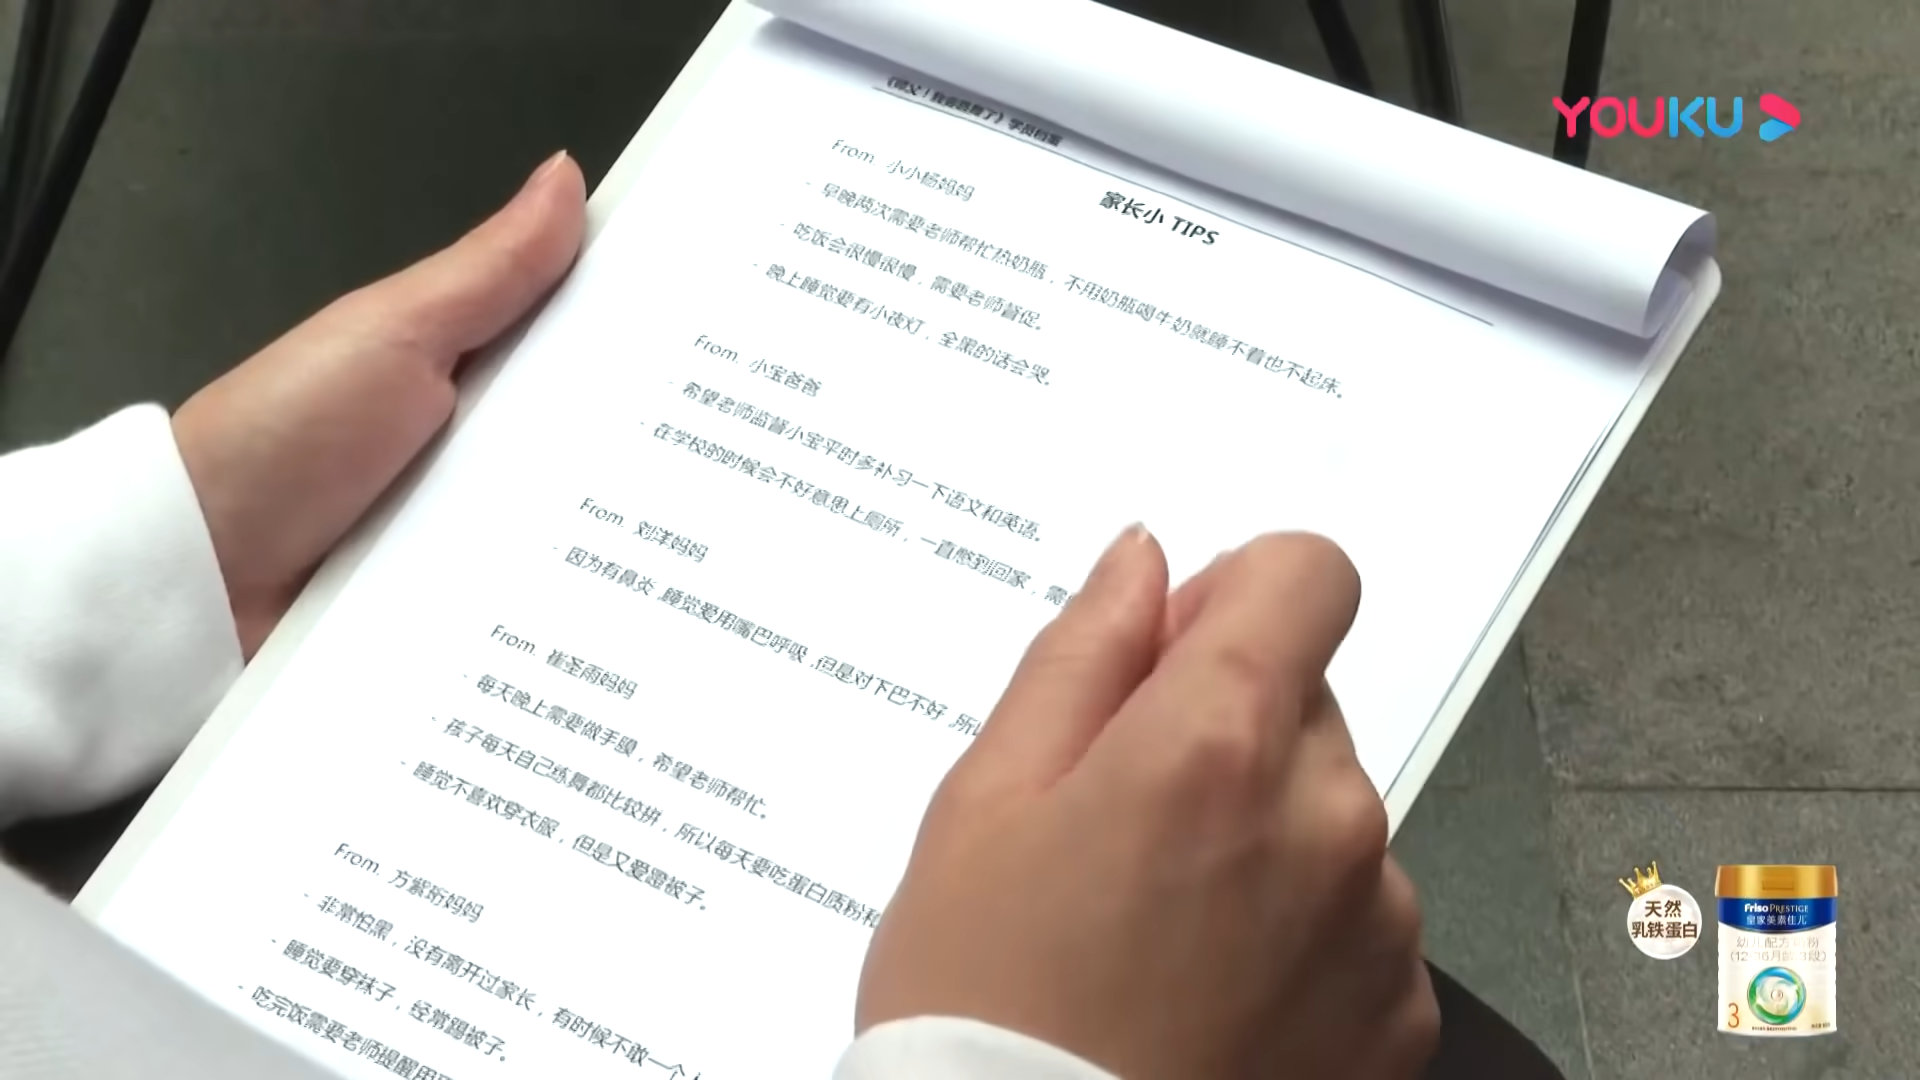 《师父！我要跳舞了》学员档案
家长小 TIPS
From. 小小杨妈妈
- 早晚两次需要老师帮忙热奶瓶，不用奶瓶喝牛奶就睡不着也不起床。
- 吃饭会很慢很慢，需要老师督促。
- 晚上睡觉要有小夜灯，全黑的话会哭。
From. 小宝爸爸
- 希望老师监督小宝平时多补习一下语文和英语。
- 在学校的时候会不好意思上厕所，一直憋到回家，需
From. 刘洋妈妈
- 因为有鼻炎,睡觉爱用嘴巴呼吸,但是对下巴不好,所以
From. 崔圣雨妈妈
- 每天晚上需要做手膜，希望老师帮忙。
- 孩子每天自己练舞都比较拼，所以每天要吃蛋白质粉和
- 睡觉不喜欢穿衣服，但是又爱蹬被子。
From. 方紫珩妈妈
- 非常怕黑，没有离开过家长，有时候不敢一个人
- 睡觉要穿袜子，经常踢被子。
- 吃完饭需要老师提醒用
YOUKU
天然
乳铁蛋白
Friso PRESTIGE
皇家美素佳儿
3